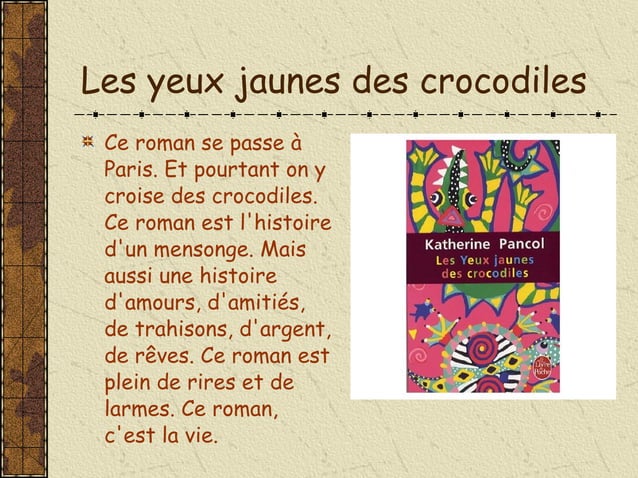 Les yeux jaunes des crocodiles
Ce roman se passe à
Paris. Et pourtant on y
croise des crocodiles.
Ce roman est l'histoire
d'un mensonge. Mais
aussi une histoire
d'amours, d'amitiés,
de trahisons, d'argent,
de rêves. Ce roman est
plein de rires et de
larmes. Ce roman,
c'est la vie.
Katherine Pancol
Les Yeux jaunes
des crocodiles
Le Livre
de Poche